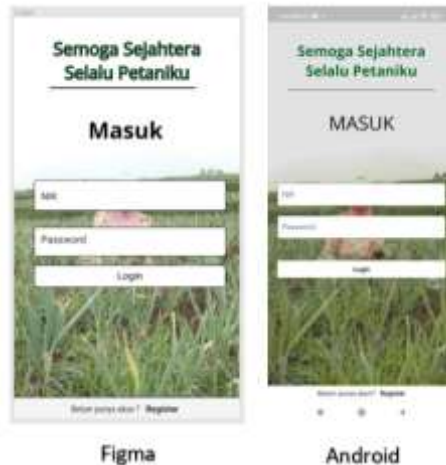 Semoga Sejahtera
Selalu Petaniku
Masuk
NIK
Password
Login
Belum punya akun? Register
Figma
Semoga Sejahtera
Selalu Petaniku
MASUK
NIK
Password
Login
Belum punya akun? Register
Android